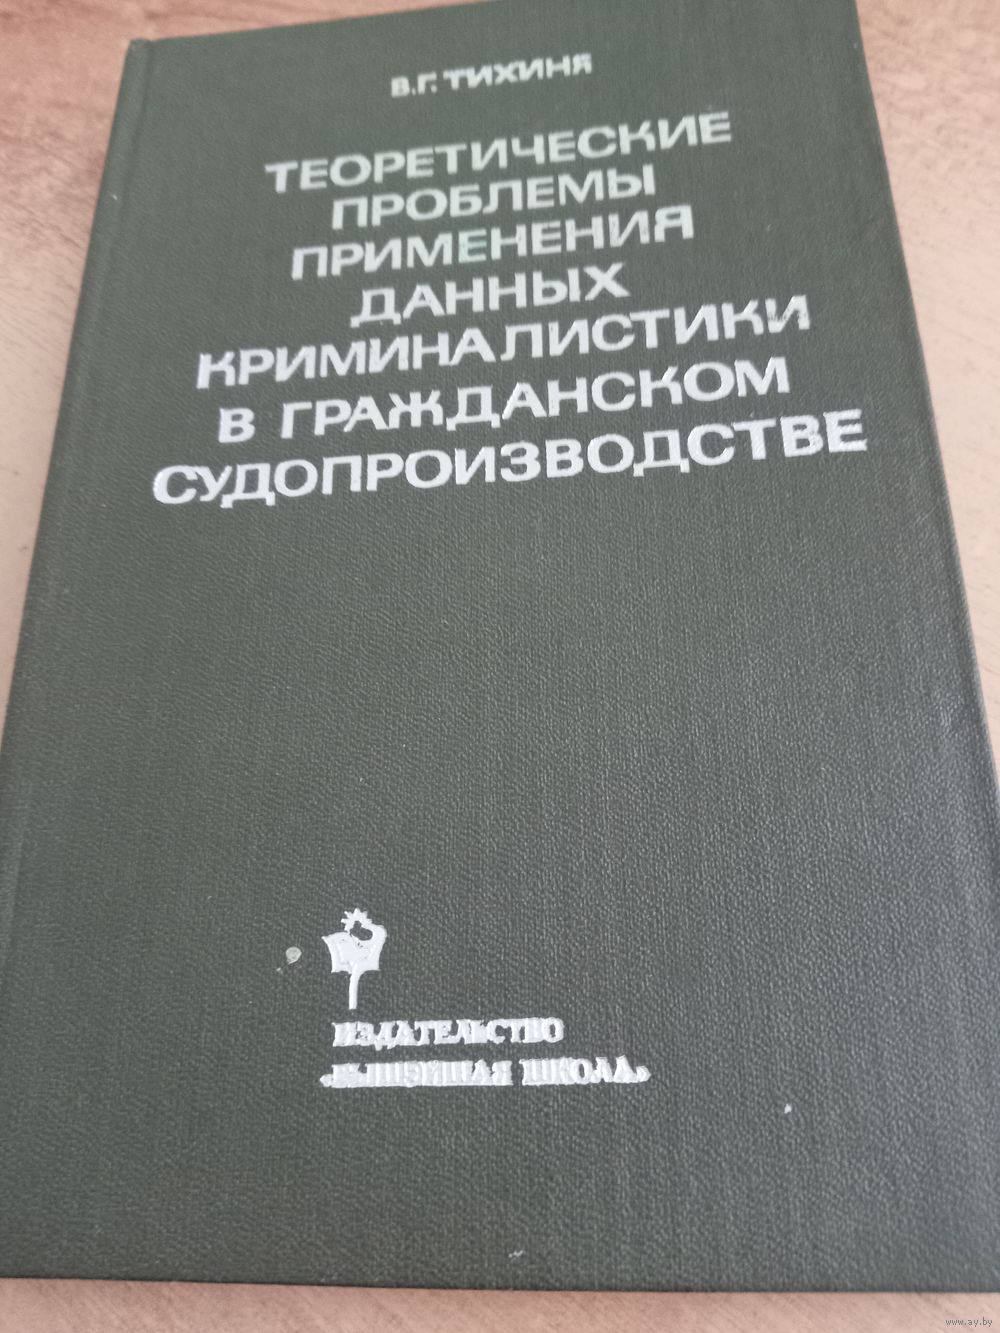 В.Г. ТИХИНЯ
ТЕОРЕТИЧЕСКИЕ
ПРОБЛЕМЫ
ПРИМЕНЕНИЯ
ДАННЫХ
КРИМИНАЛИСТИКИ
В ГРАЖДАНСКОМ
СУДОПРОИЗВОДСТВЕ
ИЗДАТЕЛЬСТВО
«ВЫШЭЙШАЯ ШКОЛА»
www.ay.by